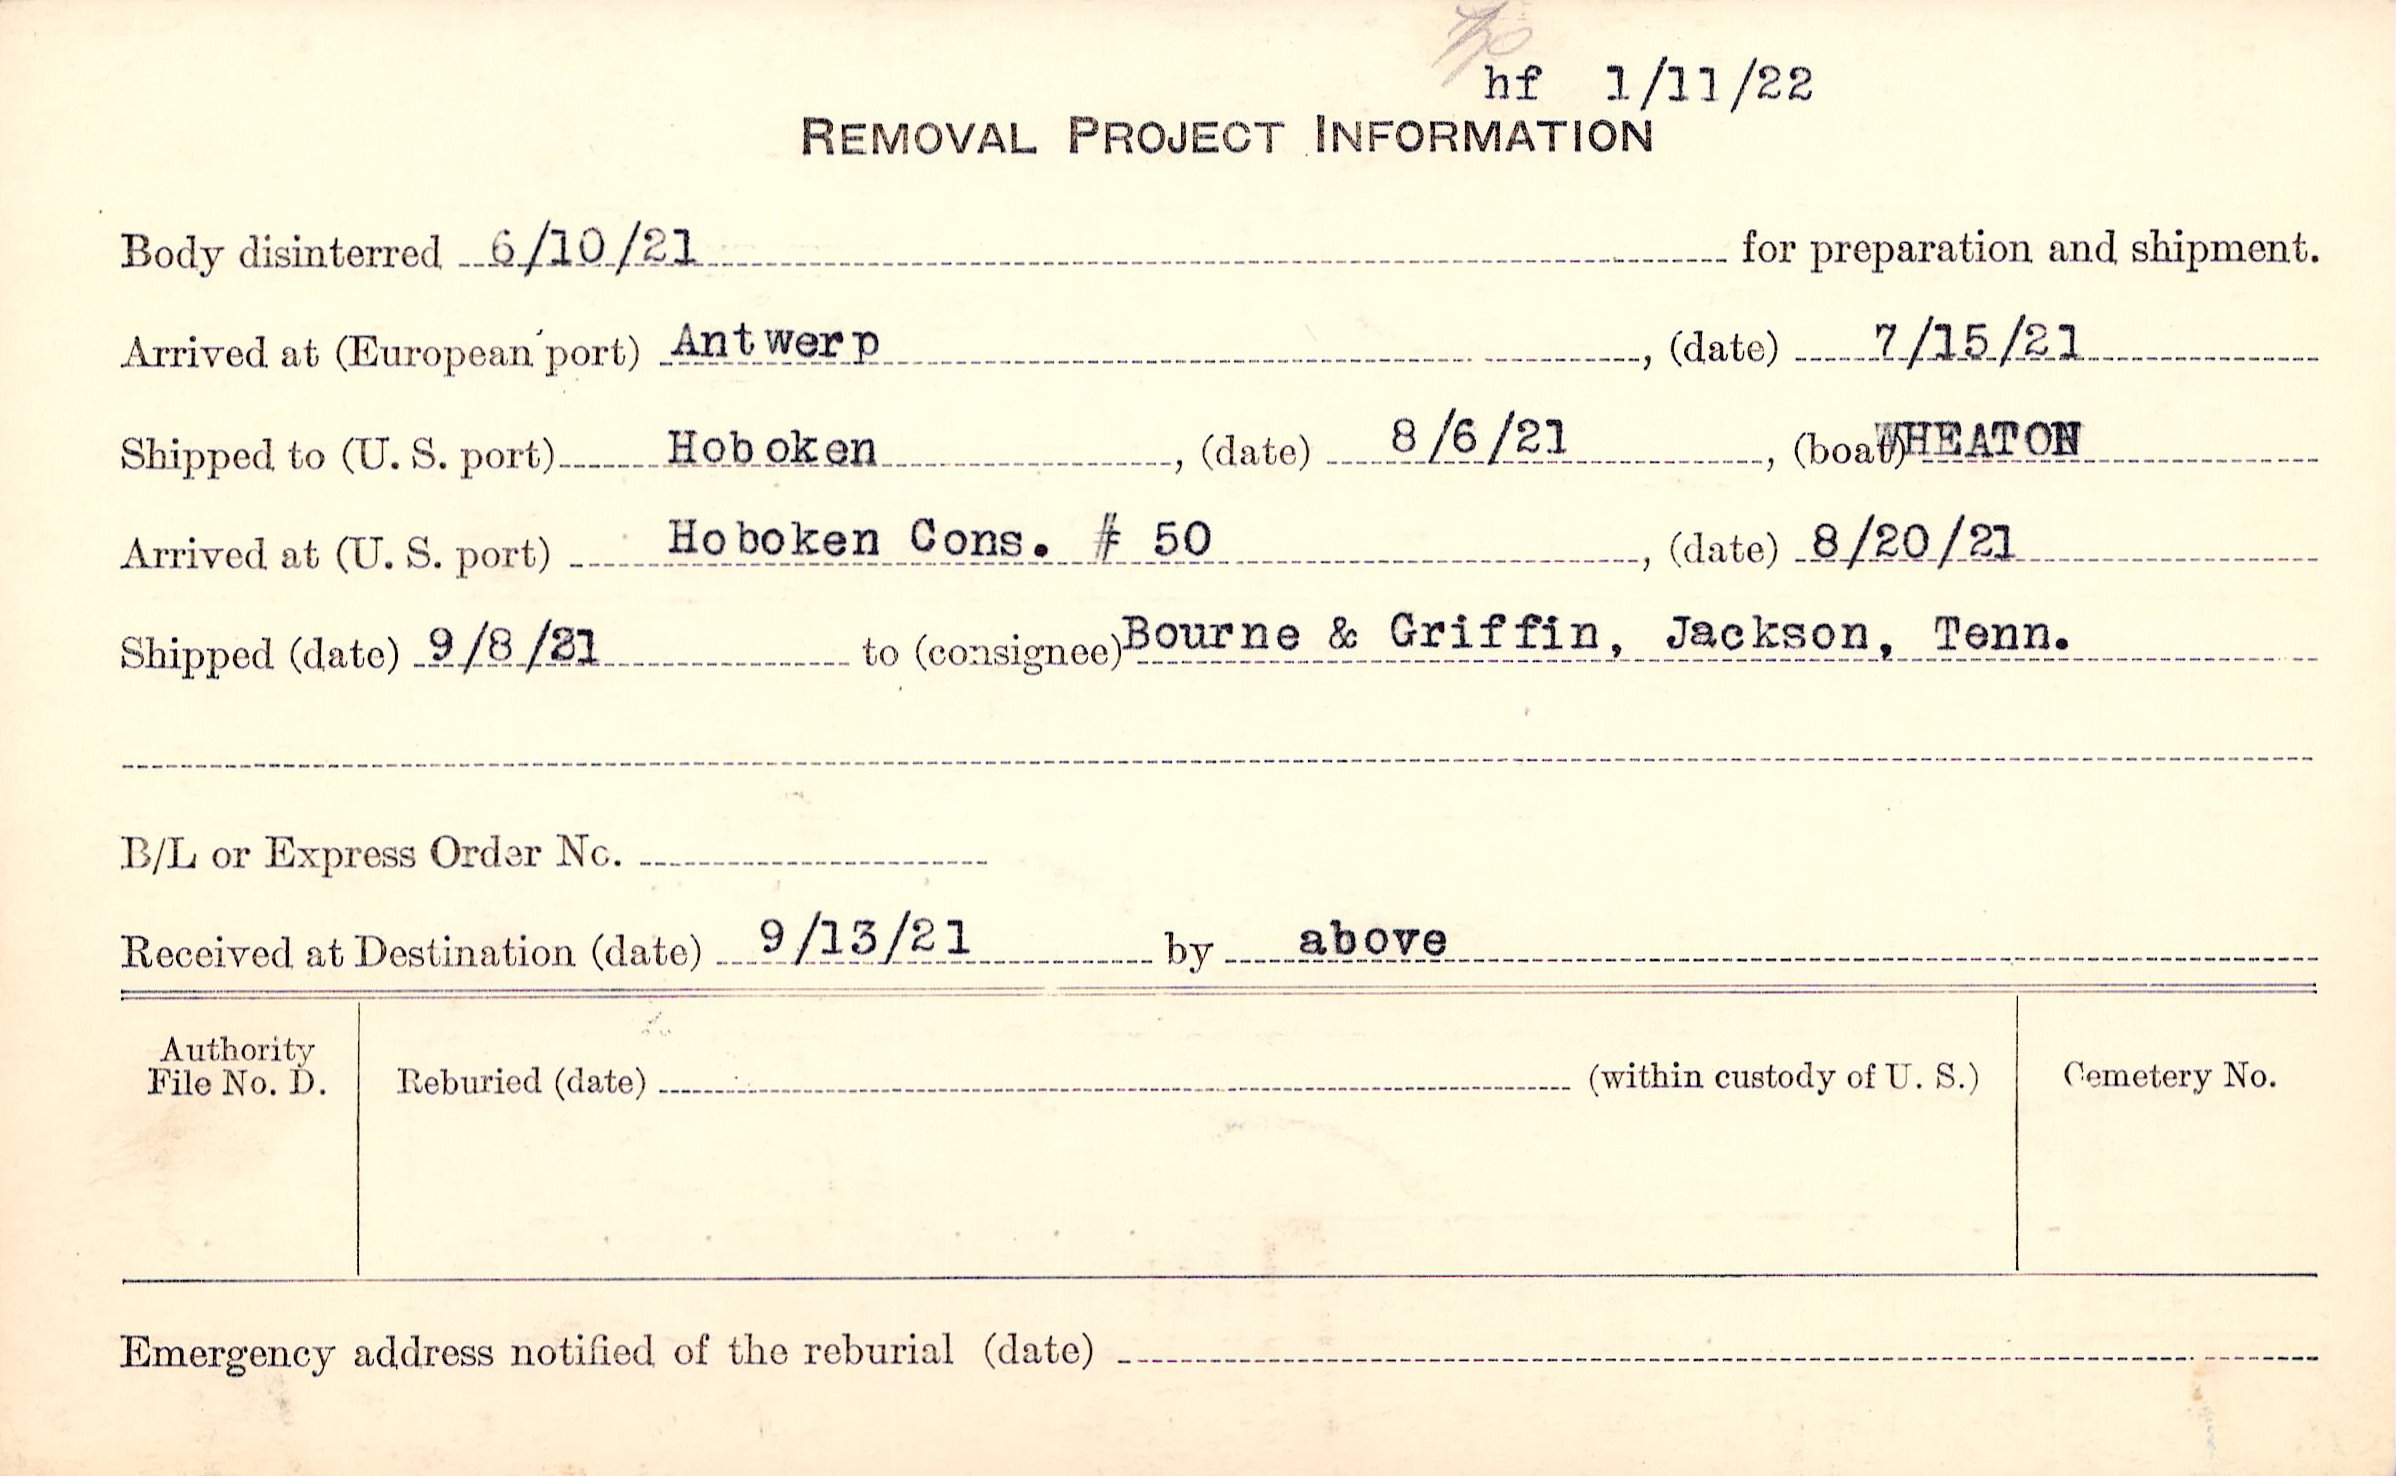 hf 1/11/22
REMOVAL PROJECT INFORMATION
Body disinterred 6/10/21 for preparation and shipment.
Arrived at (European port) Antwerp, (date) 7/15/21
Shipped to (U. S. port) Hoboken, (date) 8/6/21, (boat) WHEATON
Arrived at (U. S. port) Hoboken Cons. # 50, (date) 8/20/21
Shipped (date) 9/8/21 to (consignee) Bourne & Griffin, Jackson, Tenn.
B/L or Express Order No.
Received at Destination (date) 9/13/21 by above
Authority
File No. D.
Reburied (date) (within custody of U. S.)
Cemetery No.
Emergency address notified of the reburial (date)